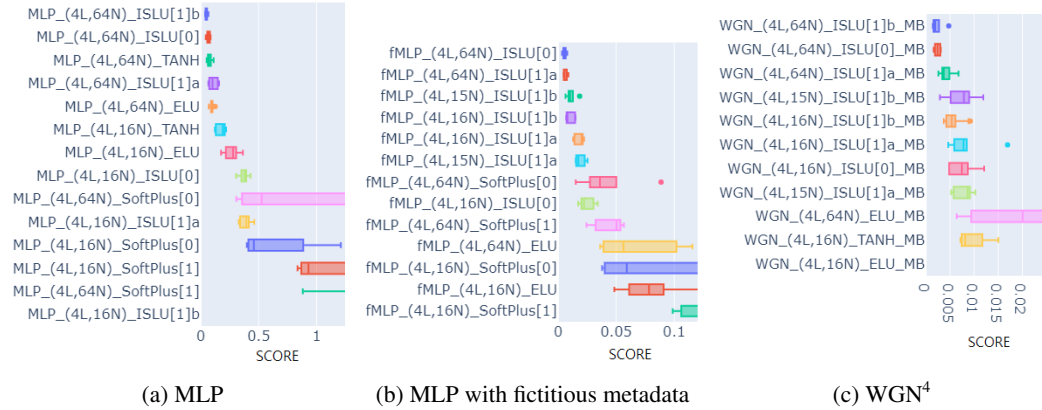 MLP_(4L,64N)_ISLU[1]b
MLP_(4L,64N)_ISLU[0]
MLP_(4L,64N)_TANH
MLP_(4L,64N)_ISLU[1]a
MLP_(4L,64N)_ELU
MLP_(4L,16N)_TANH
MLP_(4L,16N)_ELU
MLP_(4L,16N)_ISLU[0]
MLP_(4L,64N)_SoftPlus[0]
MLP_(4L,16N)_ISLU[1]a
MLP_(4L,16N)_SoftPlus[0]
MLP_(4L,16N)_SoftPlus[1]
MLP_(4L,64N)_SoftPlus[1]
MLP_(4L,16N)_ISLU[1]b
0 0.5 1
SCORE
(a) MLP
fMLP_(4L,64N)_ISLU[0]
fMLP_(4L,64N)_ISLU[1]a
fMLP_(4L,15N)_ISLU[1]b
fMLP_(4L,16N)_ISLU[1]b
fMLP_(4L,16N)_ISLU[1]a
fMLP_(4L,15N)_ISLU[1]a
fMLP_(4L,64N)_SoftPlus[0]
fMLP_(4L,16N)_ISLU[0]
fMLP_(4L,64N)_SoftPlus[1]
fMLP_(4L,64N)_ELU
fMLP_(4L,16N)_SoftPlus[0]
fMLP_(4L,16N)_ELU
fMLP_(4L,16N)_SoftPlus[1]
0 0.05 0.1
SCORE
(b) MLP with fictitious metadata
WGN_(4L,64N)_ISLU[1]b_MB
WGN_(4L,64N)_ISLU[0]_MB
WGN_(4L,64N)_ISLU[1]a_MB
WGN_(4L,15N)_ISLU[1]b_MB
WGN_(4L,16N)_ISLU[1]b_MB
WGN_(4L,16N)_ISLU[1]a_MB
WGN_(4L,16N)_ISLU[0]_MB
WGN_(4L,15N)_ISLU[1]a_MB
WGN_(4L,64N)_ELU_MB
WGN_(4L,16N)_TANH_MB
WGN_(4L,16N)_ELU_MB
0 0.005 0.01 0.015 0.02
SCORE
(c) WGN⁴